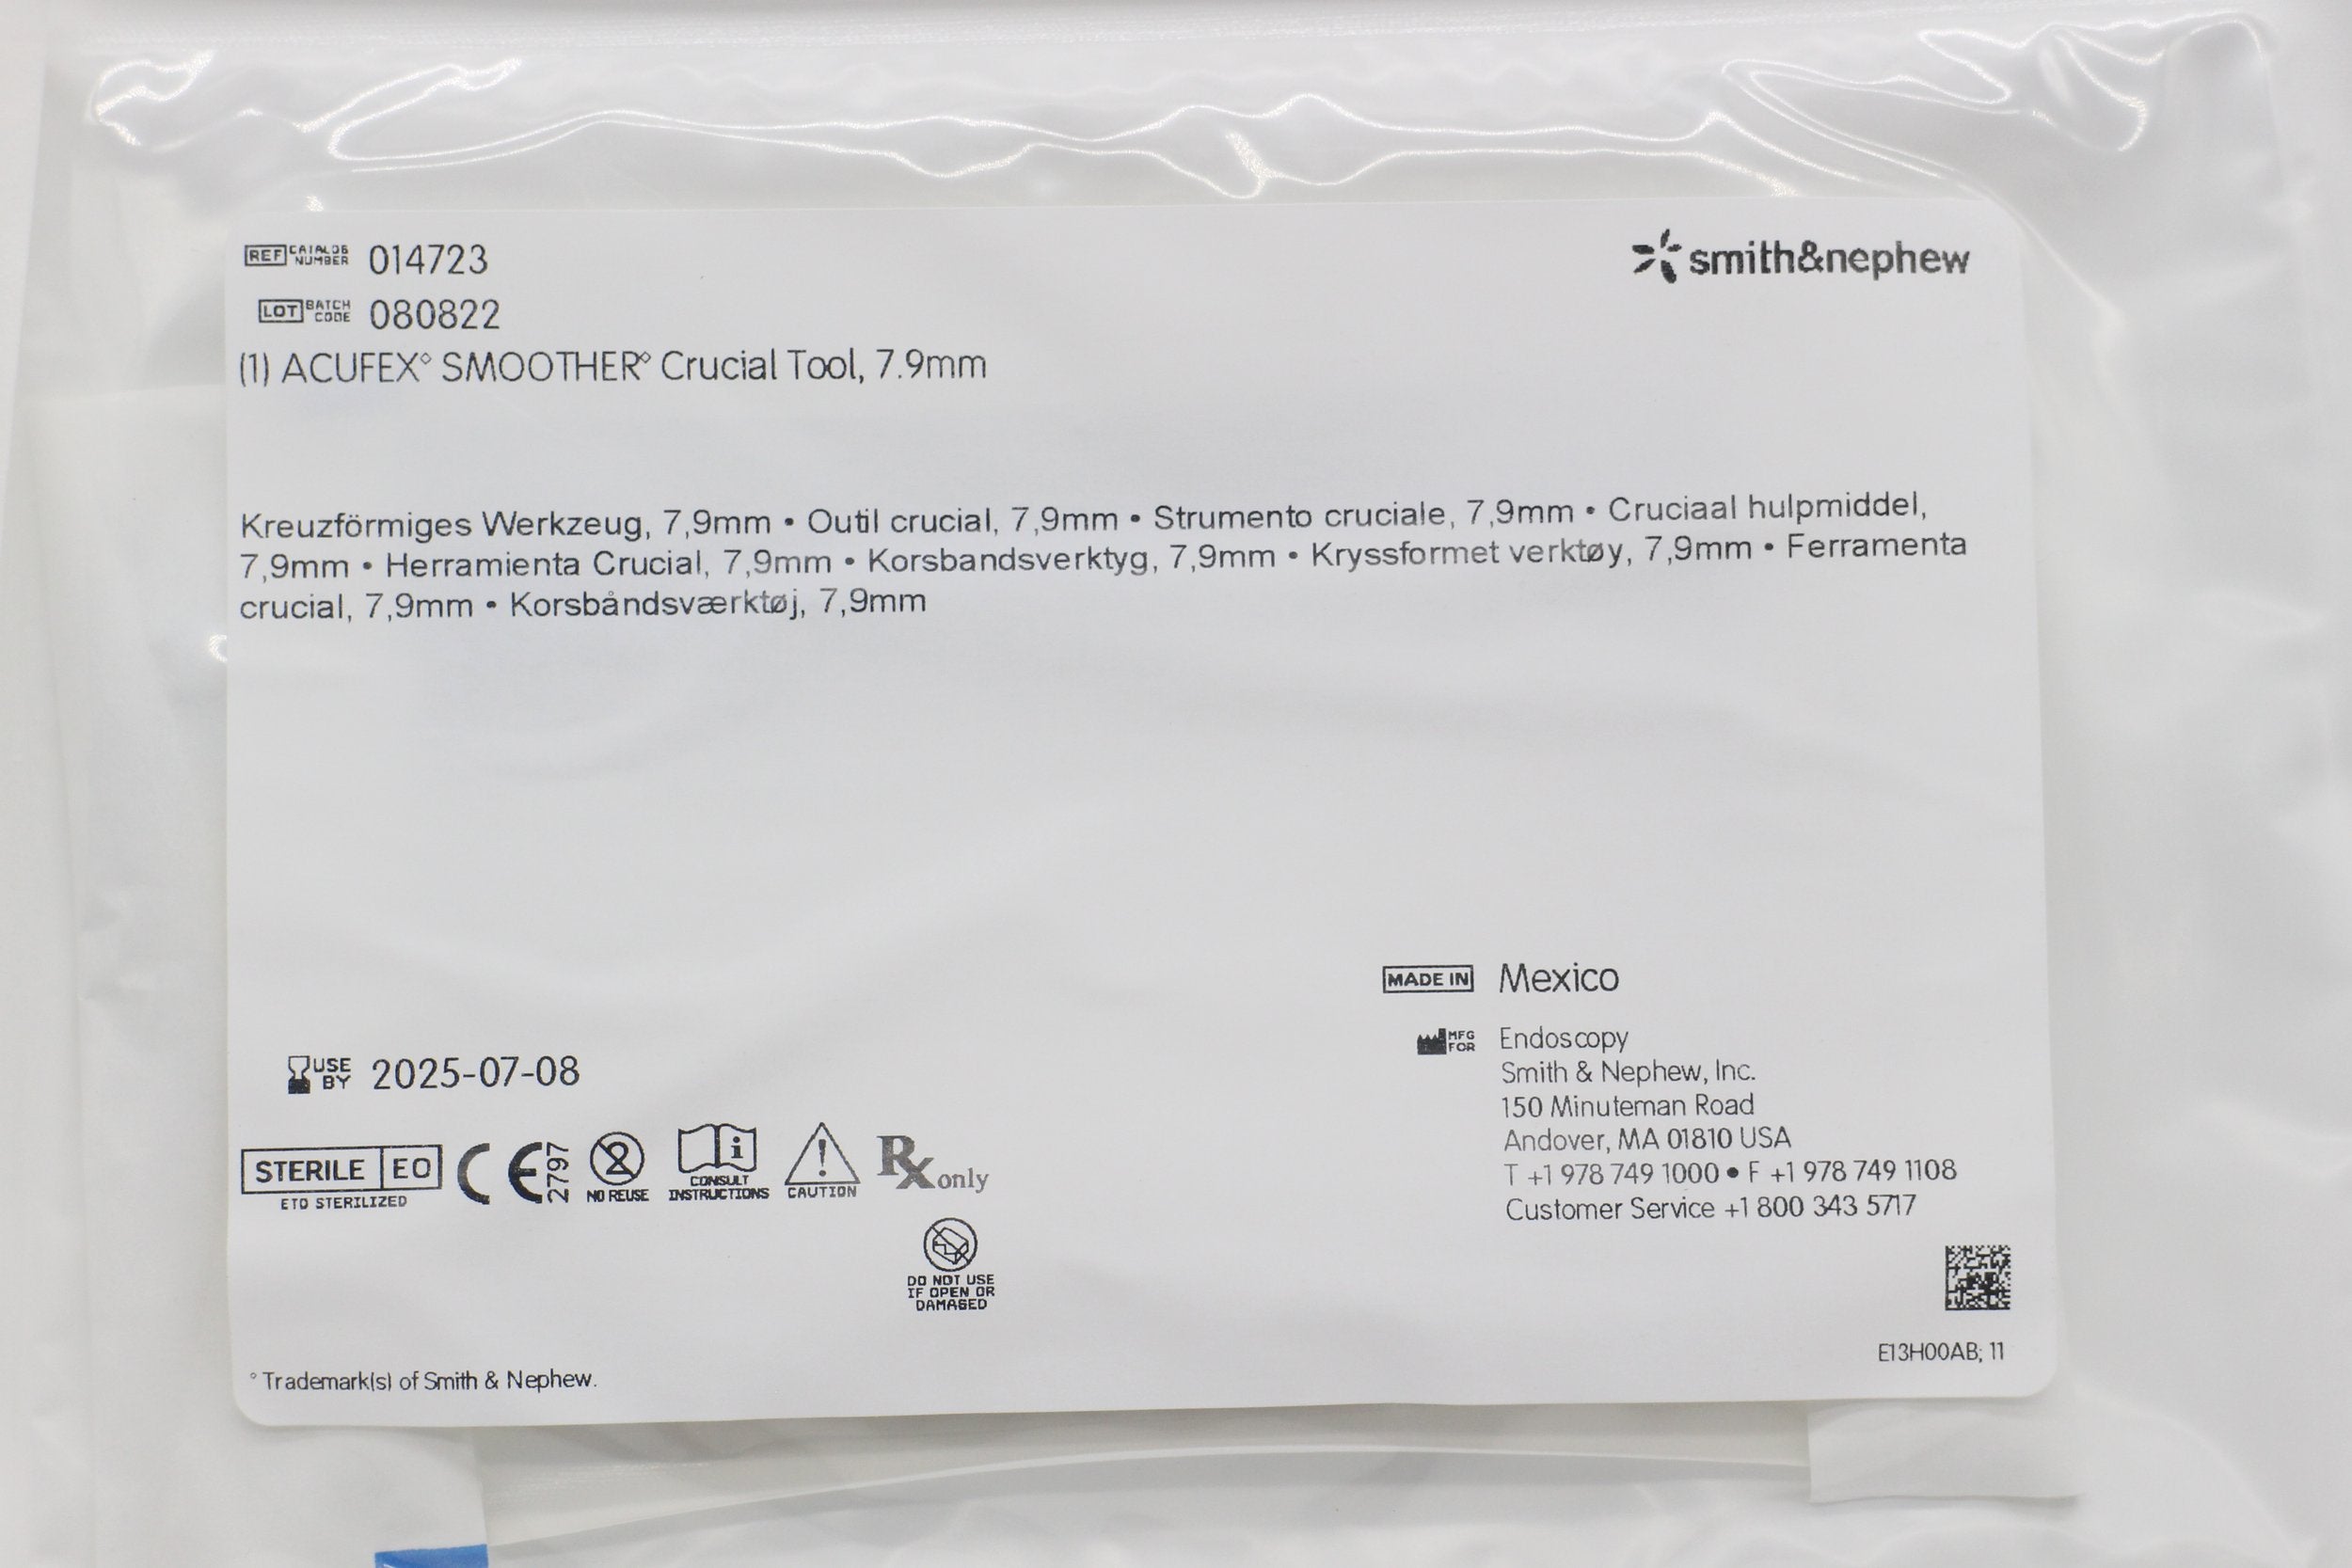 REF CATALOG NUMBER 014723
smith&nephew
LOT BATCH CODE 080822
(1) ACUFEX◊ SMOOTHER◊ Crucial Tool, 7.9mm
Kreuzförmiges Werkzeug, 7,9mm • Outil crucial, 7,9mm • Strumento cruciale, 7,9mm • Cruciaal hulpmiddel,
7,9mm • Herramienta Crucial, 7,9mm • Korsbandsverktyg, 7,9mm • Kryssformet verktøy, 7,9mm • Ferramenta
crucial, 7,9mm • Korsbåndsværktøj, 7,9mm
MADE IN Mexico
MFG FOR Endoscopy
Smith & Nephew, Inc.
150 Minuteman Road
Andover, MA 01810 USA
T +1 978 749 1000 • F +1 978 749 1108
Customer Service +1 800 343 5717
USE BY 2025-07-08
STERILE EO
ETO STERILIZED
CE 2797
2
NO REUSE
i
CONSULT
INSTRUCTIONS
!
CAUTION
Rx only
DO NOT USE
IF OPEN OR
DAMAGED
E13H00AB; 11
◊ Trademark(s) of Smith & Nephew.